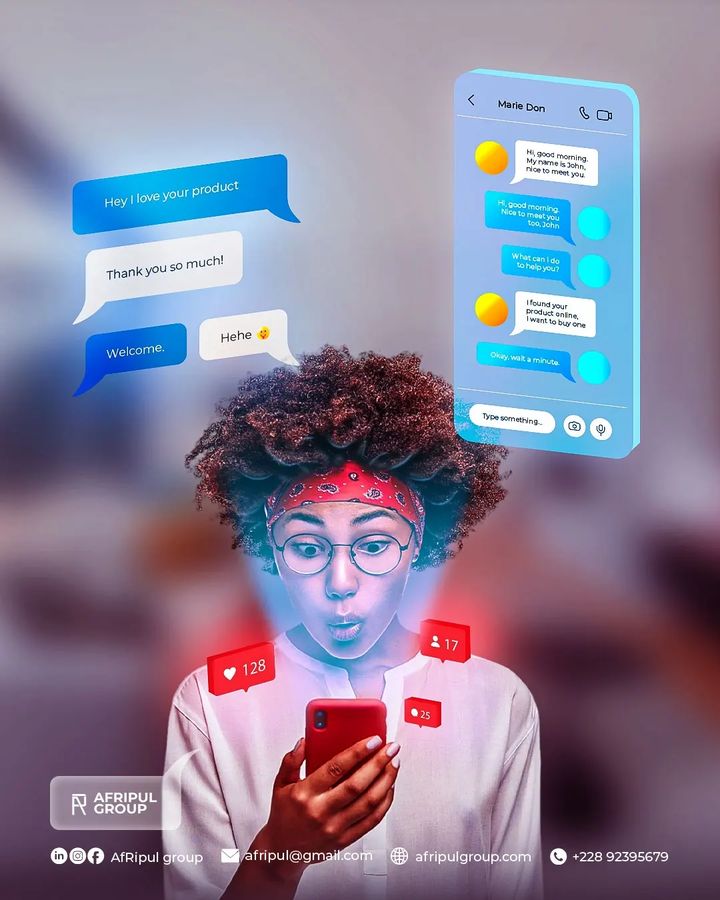 Marie Don
Hi, good morning.
My name is John,
nice to meet you.
Hi, good morning.
Nice to meet you
too, John
What can i do
to help you?
I found your
product online,
I want to buy one
Okay, wait a minute.
Type something...
Hey I love your product
Thank you so much!
Welcome.
Hehe 😜
128
17
25
AFRIPUL
GROUP
AfRipul group afripul@gmail.com afripulgroup.com +228 92395679